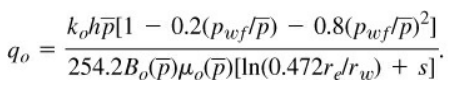 q_o = k_o h p̅[1 − 0.2(p_wf/p̅) − 0.8(p_wf/p̅)²] / 254.2B_o(p̅)μ_o(p̅)[ln(0.472r_e/r_w) + s]